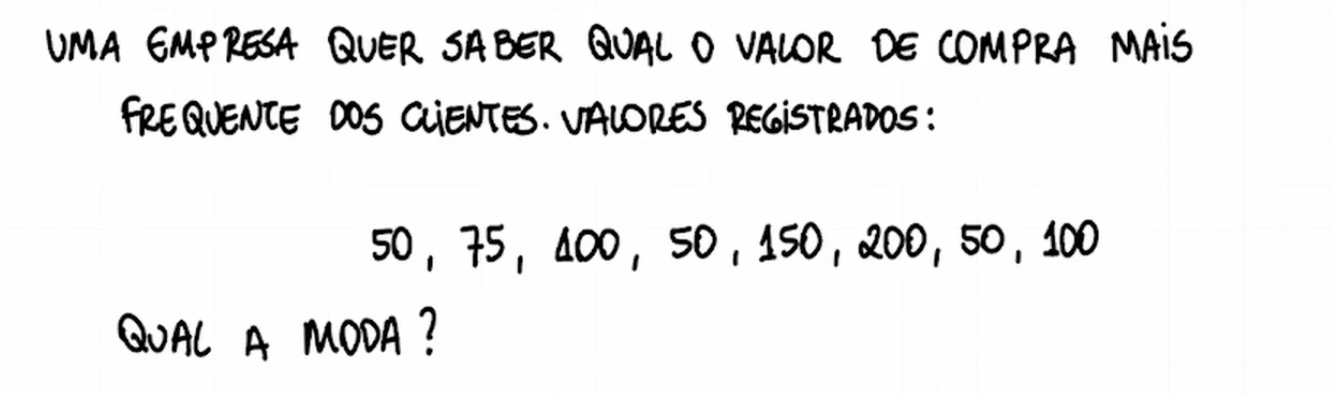 UMA EMPRESA QUER SABER QUAL O VALOR DE COMPRA MAIS
FREQUENTE DOS CLIENTES. VALORES REGISTRADOS:
50, 75, 100, 50, 150, 200, 50, 100
QUAL A MODA?